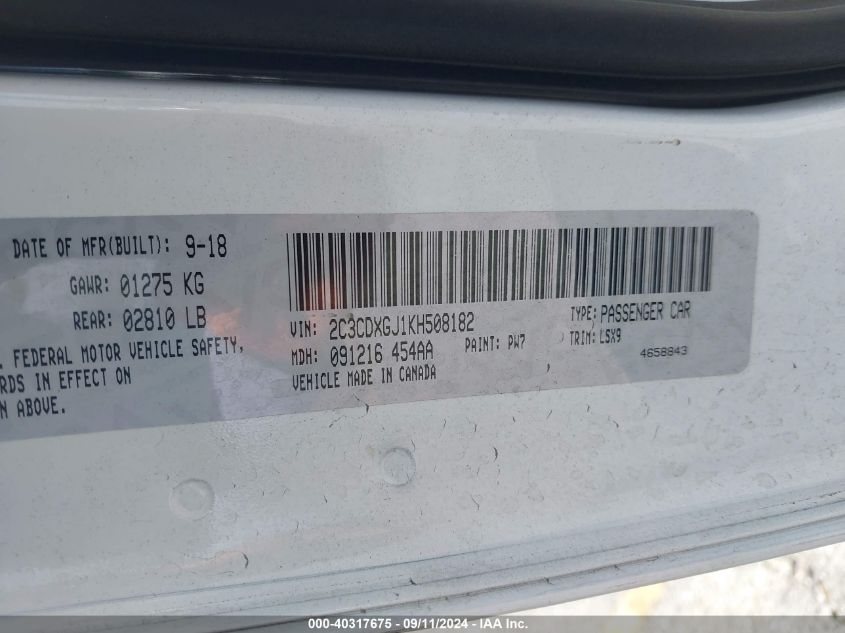 DATE OF MFR(BUILT): 9-18
GAWR: 01275 KG
REAR: 02810 LB
FEDERAL MOTOR VEHICLE SAFETY,
RDS IN EFFECT ON
N ABOVE.
VIN: 2C3CDXGJ1KH508182
TYPE: PASSENGER CAR
MDH: 091216 454AA
PAINT: PW7
TRIM: LSX9
VEHICLE MADE IN CANADA
4658843
000-40317675 - 09/11/2024 - IAA Inc.